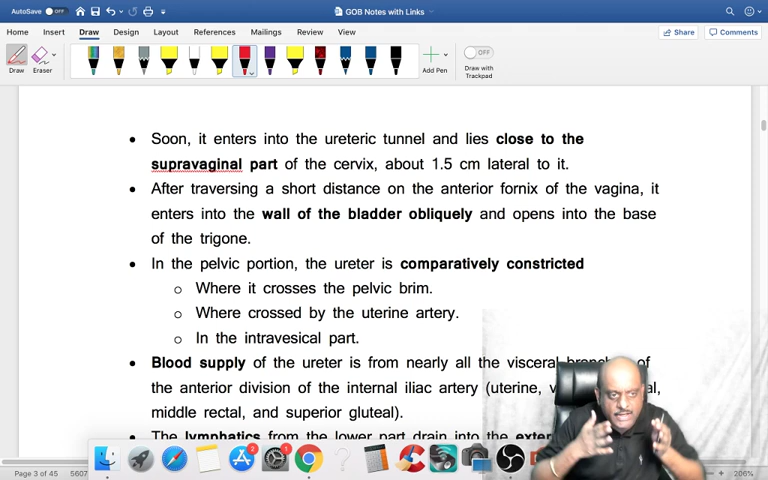 AutoSave OFF
GOB Notes with Links
Home Insert Draw Design Layout References Mailings Review View
Share Comments
Draw Eraser Add Pen Draw with Trackpad OFF
• Soon, it enters into the ureteric tunnel and lies close to the
supravaginal part of the cervix, about 1.5 cm lateral to it.
• After traversing a short distance on the anterior fornix of the vagina, it
enters into the wall of the bladder obliquely and opens into the base
of the trigone.
• In the pelvic portion, the ureter is comparatively constricted
o Where it crosses the pelvic brim.
o Where crossed by the uterine artery.
o In the intravesical part.
• Blood supply of the ureter is from nearly all the visceral of
the anterior division of the internal iliac artery (uterine,
middle rectal, and superior gluteal).
• The lymphatics from the lower part drain into the
Page 3 of 45
206%